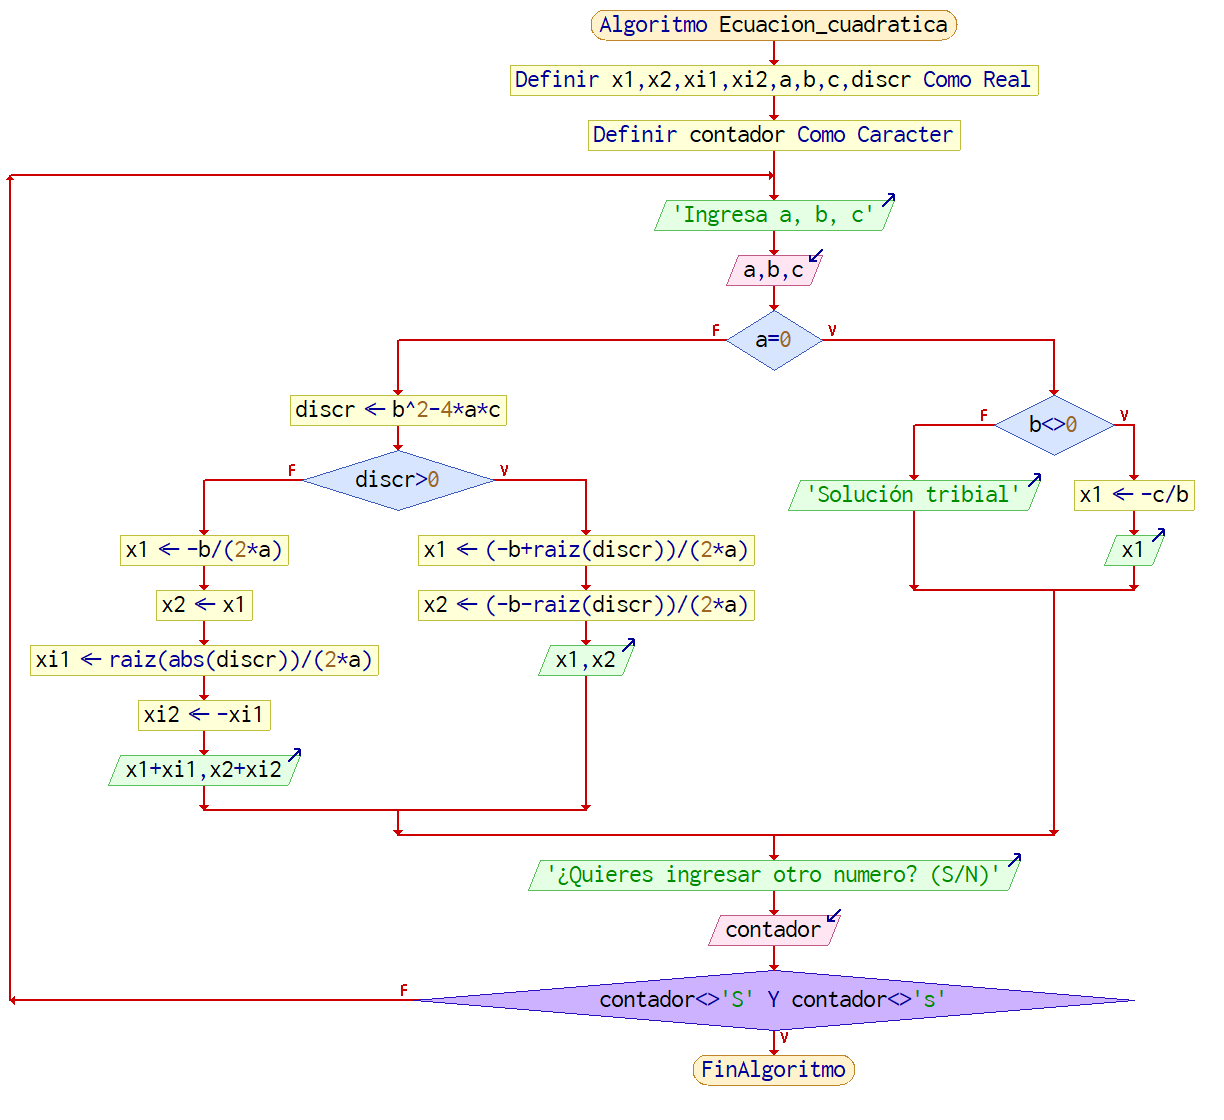 Algoritmo Ecuacion_cuadratica
Definir x1,x2,xi1,xi2,a,b,c,discr Como Real
Definir contador Como Caracter
'Ingresa a, b, c'
a,b,c
F
V
a=0
discr ← b^2-4*a*c
F
V
b<>0
F
V
discr>0
'Solución tribial'
x1 ← -c/b
x1 ← -b/(2*a)
x1 ← (-b+raiz(discr))/(2*a)
x1
x2 ← x1
x2 ← (-b-raiz(discr))/(2*a)
xi1 ← raiz(abs(discr))/(2*a)
x1,x2
xi2 ← -xi1
x1+xi1,x2+xi2
'¿Quieres ingresar otro numero? (S/N)'
contador
F
contador<>'S' Y contador<>'s'
V
FinAlgoritmo